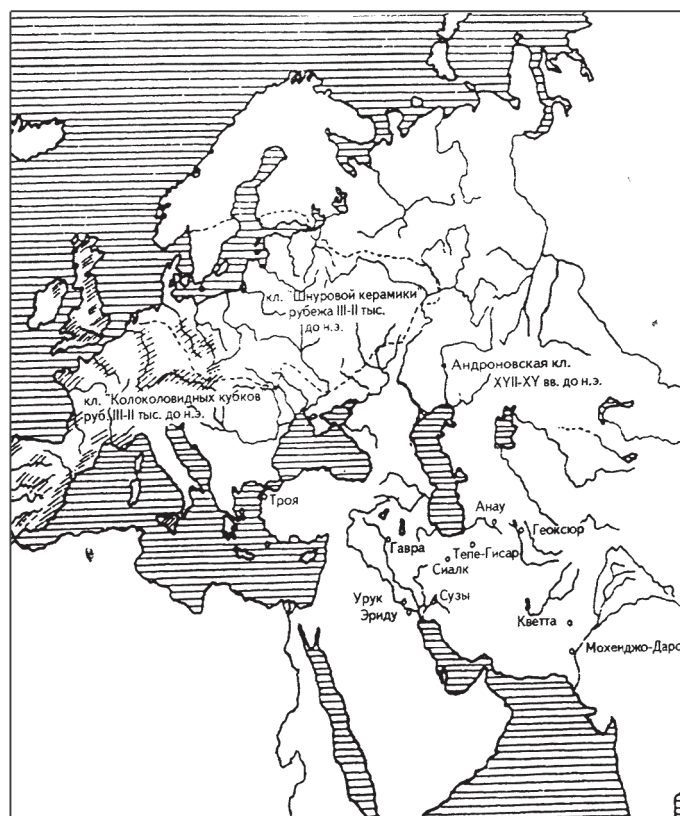 кл. "Шнуровой керамики"
рубежа III-II тыс.
до н.э.
Андроновская кл.
XYII-XY вв. до н.э.
кл. "Колоколовидных кубков
руб. III-II тыс. до н.э.
Троя
Анау
Геоксюр
Гавра
Тепе-Гисар
Сиалк
Урук
Сузы
Эриду
Кветта
Мохенджо-Даро